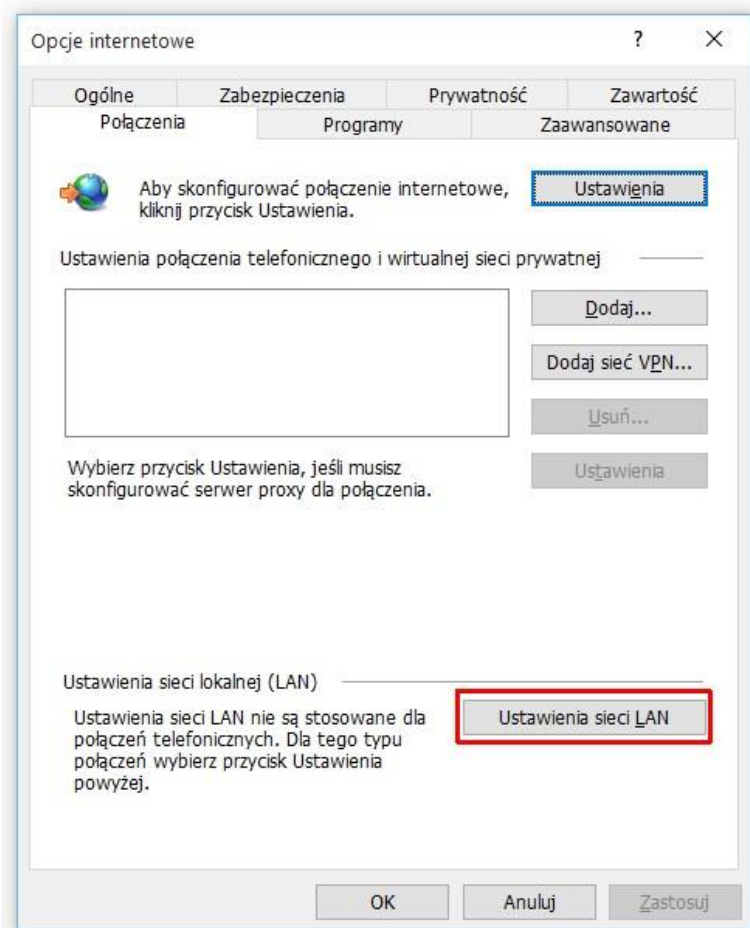 Opcje internetowe
?
Ogólne
Zabezpieczenia
Prywatność
Zawartość
Połączenia
Programy
Zaawansowane
Aby skonfigurować połączenie internetowe,
kliknij przycisk Ustawienia.
Ustawienia
Ustawienia połączenia telefonicznego i wirtualnej sieci prywatnej
Dodaj...
Dodaj sieć VPN...
Usuń...
Wybierz przycisk Ustawienia, jeśli musisz
skonfigurować serwer proxy dla połączenia.
Ustawienia
Ustawienia sieci lokalnej (LAN)
Ustawienia sieci LAN nie są stosowane dla
połączeń telefonicznych. Dla tego typu
połączeń wybierz przycisk Ustawienia
powyżej.
Ustawienia sieci LAN
OK
Anuluj
Zastosuj